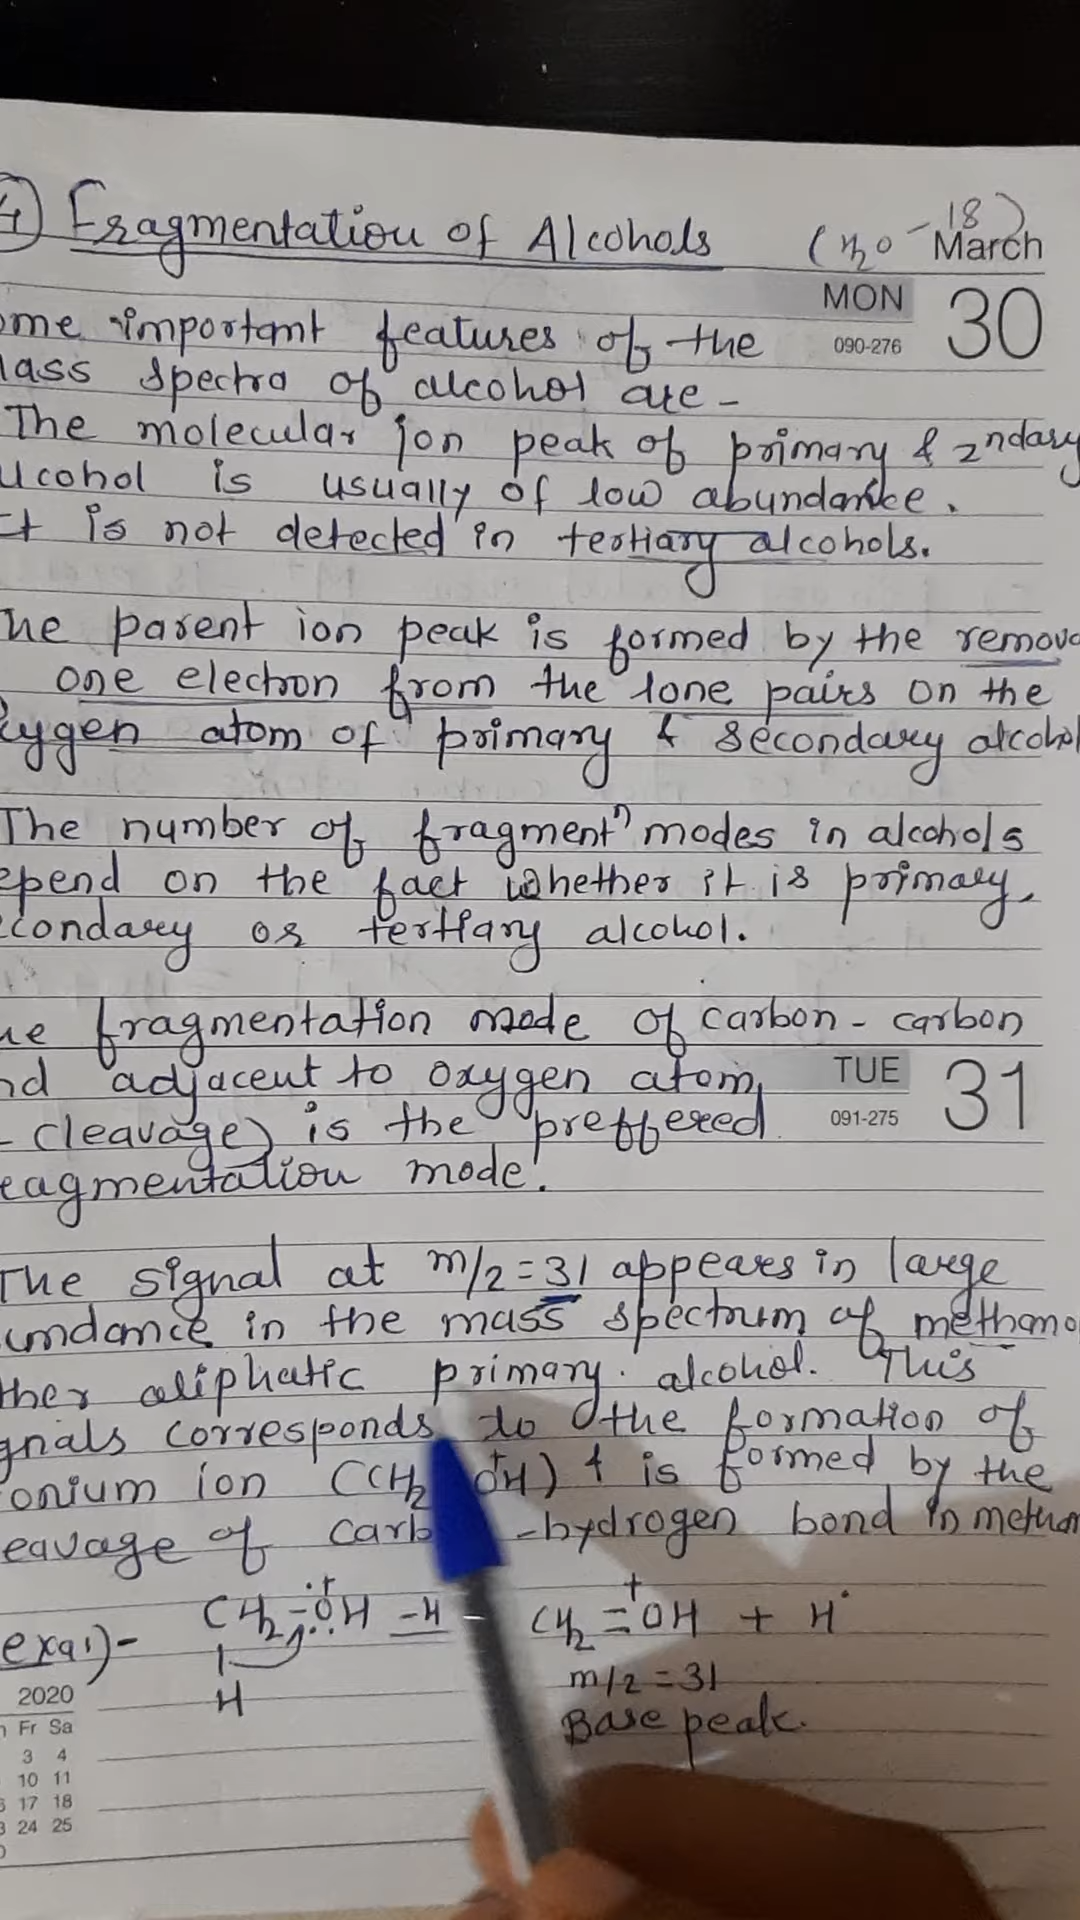 4 Fragmentation of Alcohols (H2O - 18)
March
MON 30
090-276
ome important features of the
lass spectra of alcohol are -
The molecular ion peak of primary & 2ndary
lcohol is usually of low abundance.
It is not detected in tertiary alcohols.
he parent ion peak is formed by the remova
one electron from the lone pairs on the
xygen atom of primary & secondary alcohol
The number of fragmentn modes in alcohols
epend on the fact whether it is primary,
econdary or tertiary alcohol.
he fragmentation mode of carbon - carbon
nd adjacent to oxygen atom,
TUE 31
091-275
- cleavage) is the preffered
ragmentation mode.
The signal at m/z = 31 appears in large
undance in the mass spectrum of methano
ther aliphatic primary alcohol. This
gnals corresponds to the formation of
onium ion (CH2 OH) & is formed by the
eavage of carb -hydrogen bond in methan
exa:)- CH2-OH -H CH2=OH + H
H
m/z = 31
Base peak.
2020
n Fr Sa
3 4
10 11
17 18
24 25